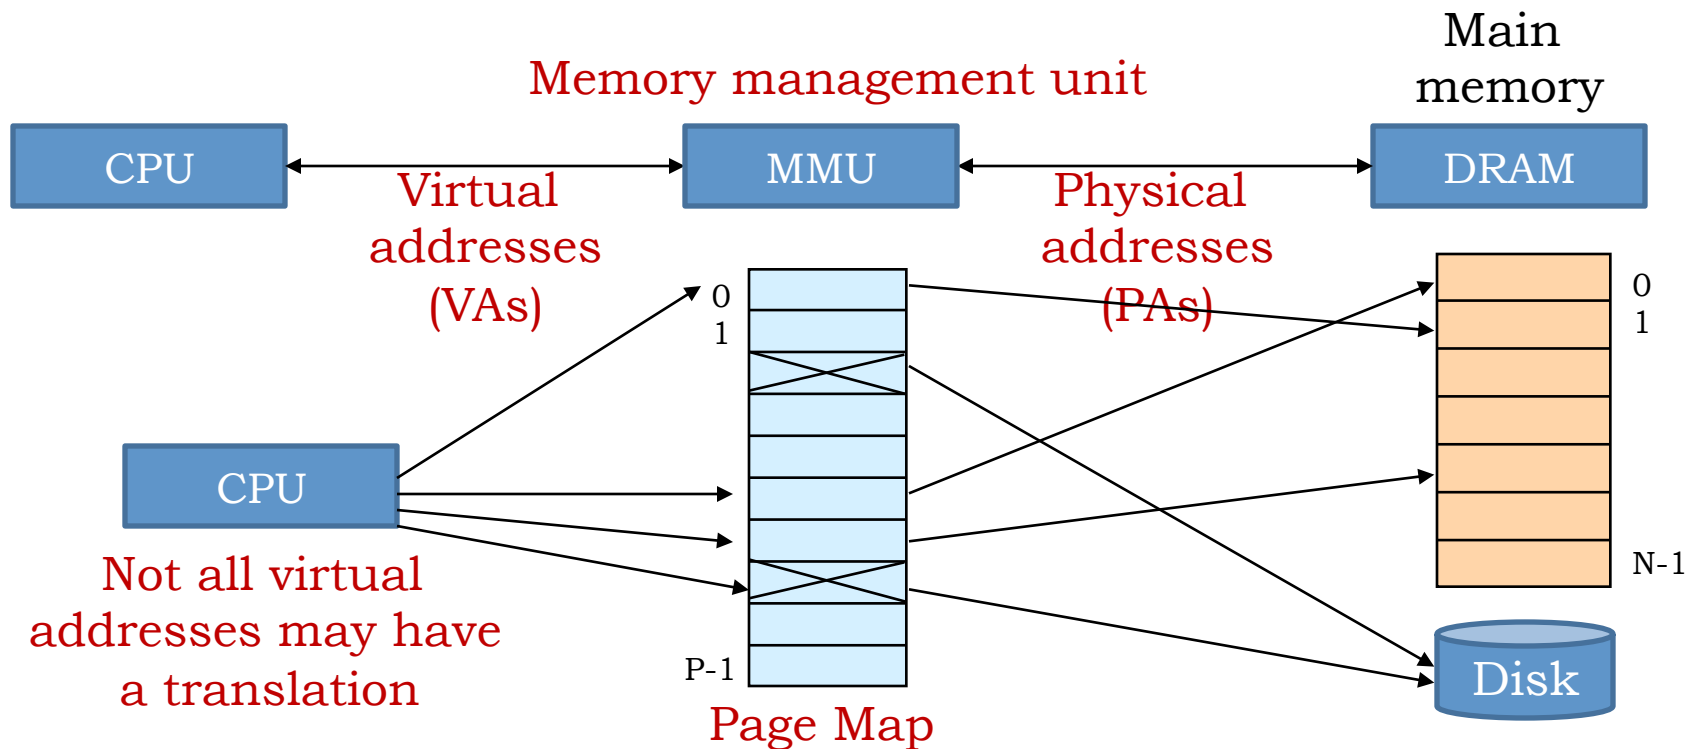 Main
memory
Memory management unit
CPU
MMU
DRAM
Virtual
addresses
(VAs)
Physical
addresses
(PAs)
0
1
0
1
CPU
Not all virtual
addresses may have
a translation
P-1
N-1
Disk
Page Map